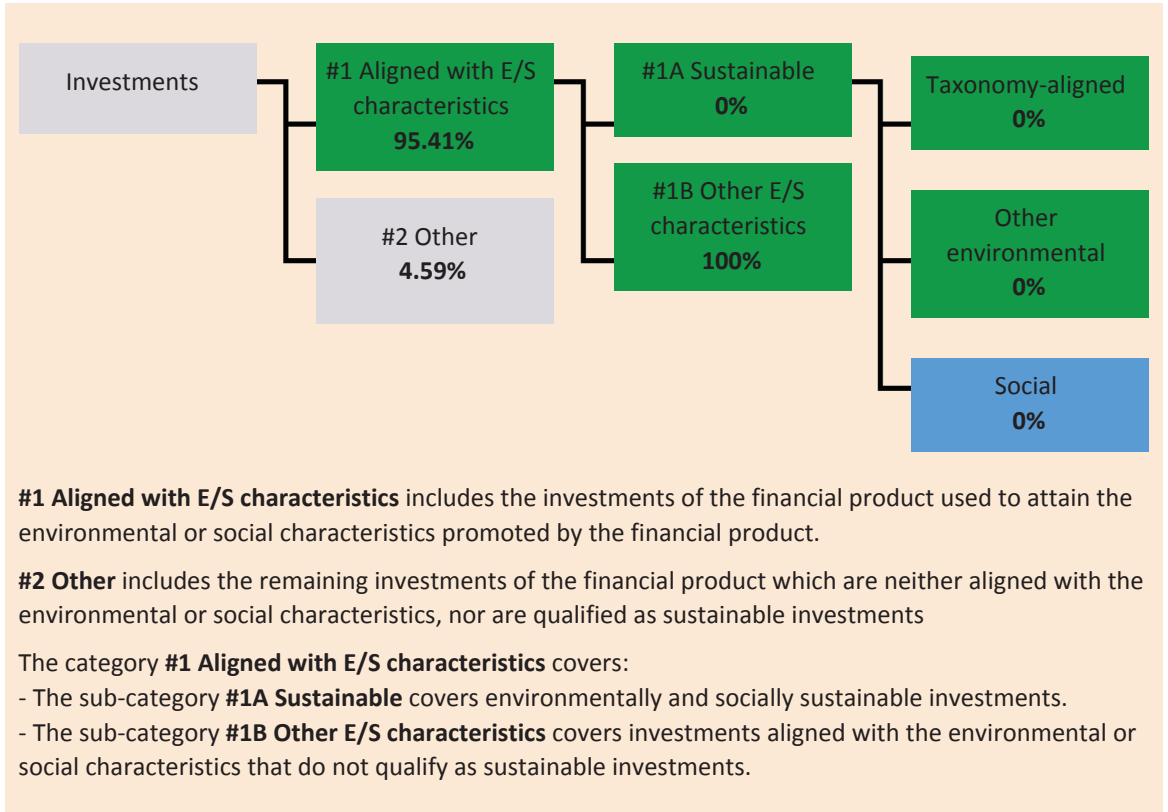 Investments
#1 Aligned with E/S
characteristics
95.41%
#2 Other
4.59%
#1A Sustainable
0%
#1B Other E/S
characteristics
100%
Taxonomy-aligned
0%
Other
environmental
0%
Social
0%
#1 Aligned with E/S characteristics includes the investments of the financial product used to attain the
environmental or social characteristics promoted by the financial product.
#2 Other includes the remaining investments of the financial product which are neither aligned with the
environmental or social characteristics, nor are qualified as sustainable investments
The category #1 Aligned with E/S characteristics covers:
- The sub-category #1A Sustainable covers environmentally and socially sustainable investments.
- The sub-category #1B Other E/S characteristics covers investments aligned with the environmental or
social characteristics that do not qualify as sustainable investments.